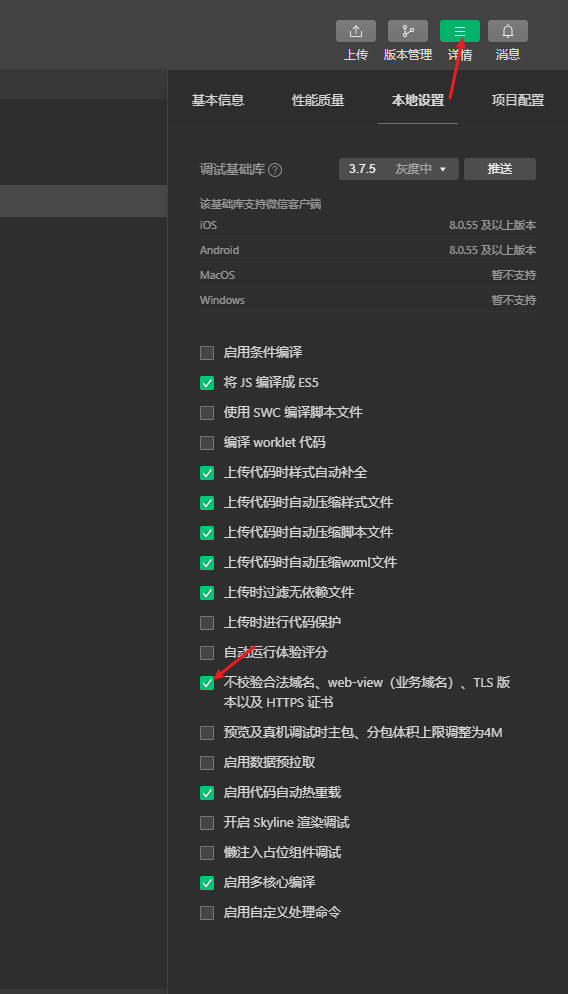 上传 版本管理 详情 消息
基本信息 性能质量 本地设置 项目配置
调试基础库 ? 3.7.5 灰度中 推送
该基础库支持微信客户端
iOS 8.0.55 及以上版本
Android 8.0.55 及以上版本
MacOS 暂不支持
Windows 暂不支持
启用条件编译
将 JS 编译成 ES5
使用 SWC 编译脚本文件
编译 worklet 代码
上传代码时样式自动补全
上传代码时自动压缩样式文件
上传代码时自动压缩脚本文件
上传代码时自动压缩wxml文件
上传时过滤无依赖文件
上传时进行代码保护
自动运行体验评分
不校验合法域名、web-view（业务域名）、TLS 版
本以及 HTTPS 证书
预览及真机调试时主包、分包体积上限调整为4M
启用数据预拉取
启用代码自动热重载
开启 Skyline 渲染调试
懒注入占位组件调试
启用多核心编译
启用自定义处理命令